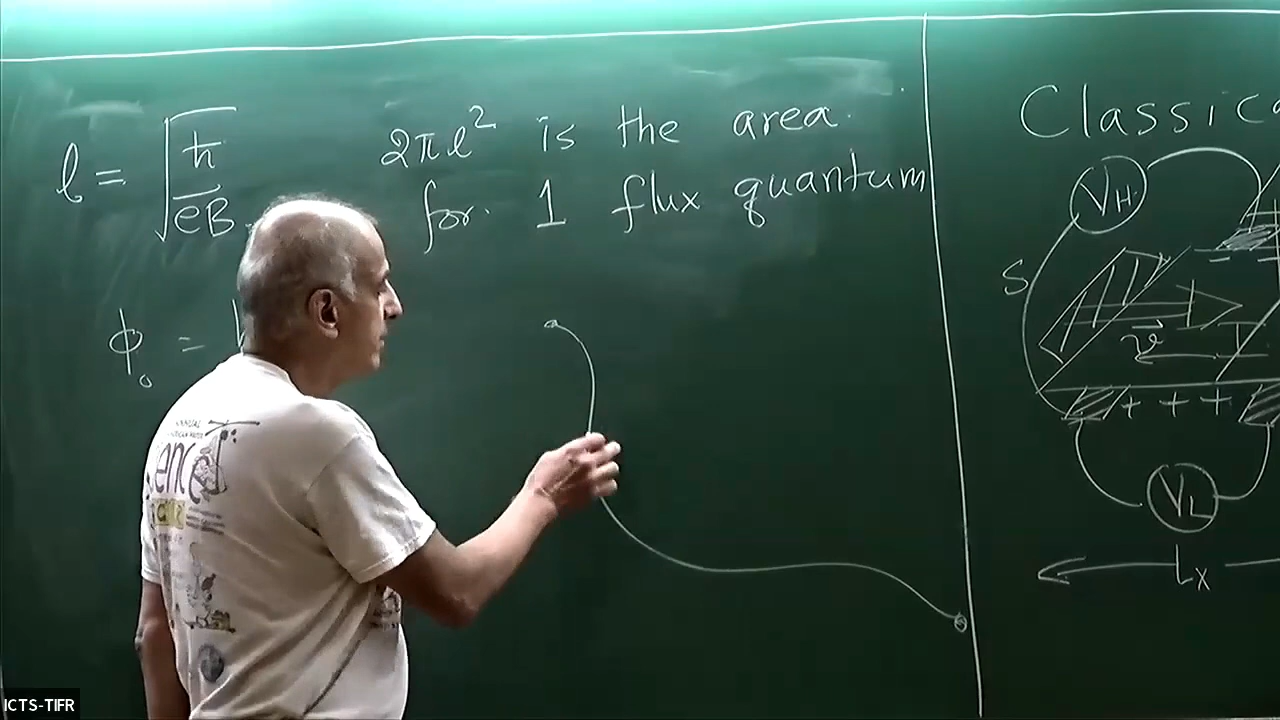 l = √ħ/eB
2πl² is the area
for 1 flux quantum
ϕ₀ =
Classica
V_H
S
v⃗
I
+ + +
V_L
L_x
ICTS-TIFR